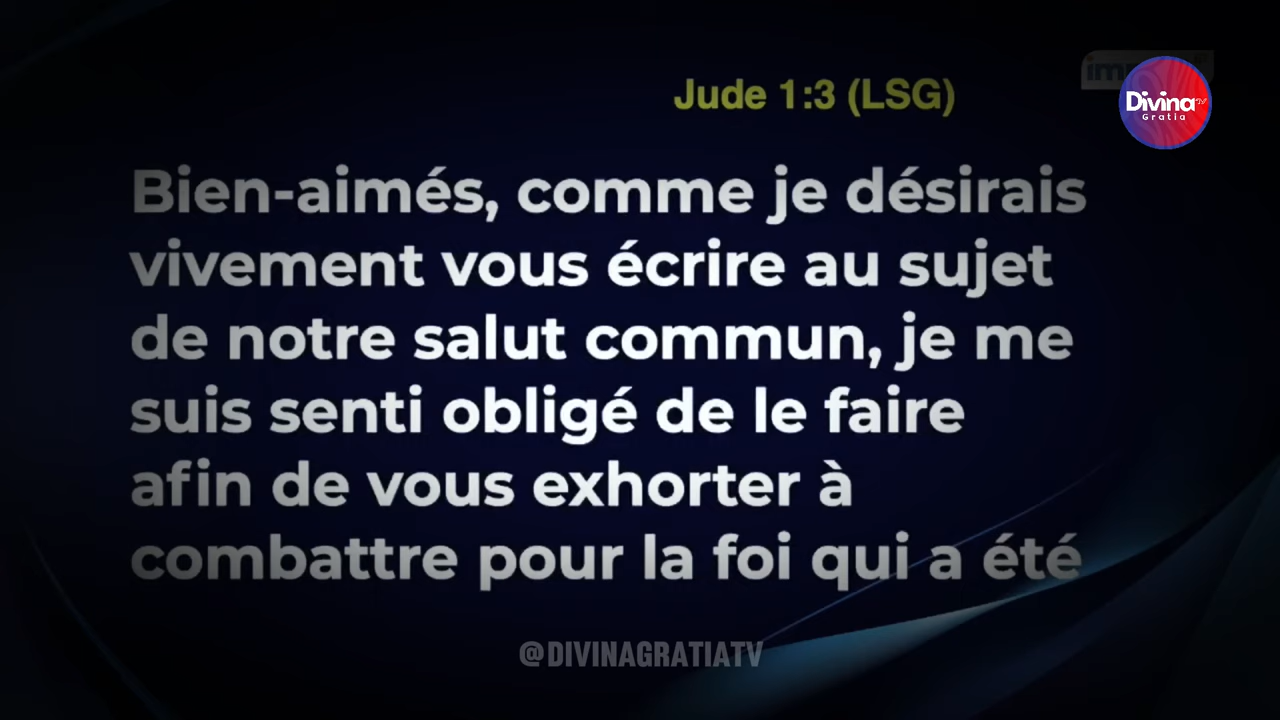 Jude 1:3 (LSG)
Divina TV
Gratia
Bien-aimés, comme je désirais
vivement vous écrire au sujet
de notre salut commun, je me
suis senti obligé de le faire
afin de vous exhorter à
combattre pour la foi qui a été
@DIVINAGRATIATV